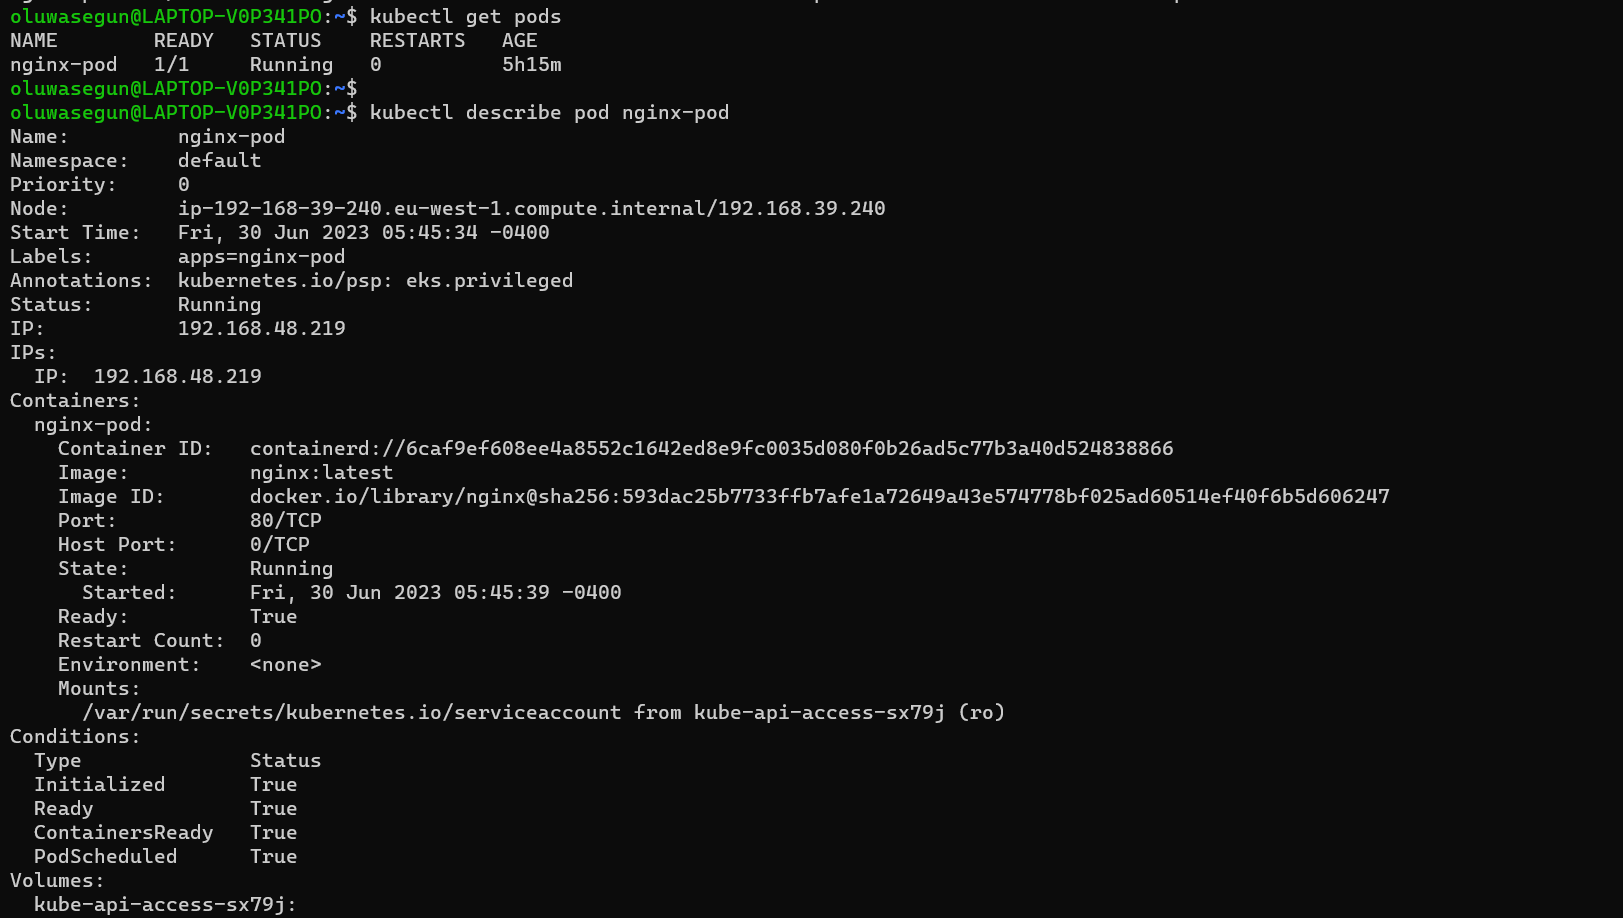 oluwasegun@LAPTOP-V0P341PO:~$ kubectl get pods
NAME        READY   STATUS    RESTARTS   AGE
nginx-pod   1/1     Running   0          5h15m
oluwasegun@LAPTOP-V0P341PO:~$
oluwasegun@LAPTOP-V0P341PO:~$ kubectl describe pod nginx-pod
Name:         nginx-pod
Namespace:    default
Priority:     0
Node:         ip-192-168-39-240.eu-west-1.compute.internal/192.168.39.240
Start Time:   Fri, 30 Jun 2023 05:45:34 -0400
Labels:       apps=nginx-pod
Annotations:  kubernetes.io/psp: eks.privileged
Status:       Running
IP:           192.168.48.219
IPs:
  IP:  192.168.48.219
Containers:
  nginx-pod:
    Container ID:   containerd://6caf9ef608ee4a8552c1642ed8e9fc0035d080f0b26ad5c77b3a40d524838866
    Image:          nginx:latest
    Image ID:       docker.io/library/nginx@sha256:593dac25b7733ffb7afe1a72649a43e574778bf025ad60514ef40f6b5d606247
    Port:           80/TCP
    Host Port:      0/TCP
    State:          Running
      Started:      Fri, 30 Jun 2023 05:45:39 -0400
    Ready:          True
    Restart Count:  0
    Environment:    <none>
    Mounts:
      /var/run/secrets/kubernetes.io/serviceaccount from kube-api-access-sx79j (ro)
Conditions:
  Type              Status
  Initialized       True
  Ready             True
  ContainersReady   True
  PodScheduled      True
Volumes:
  kube-api-access-sx79j: